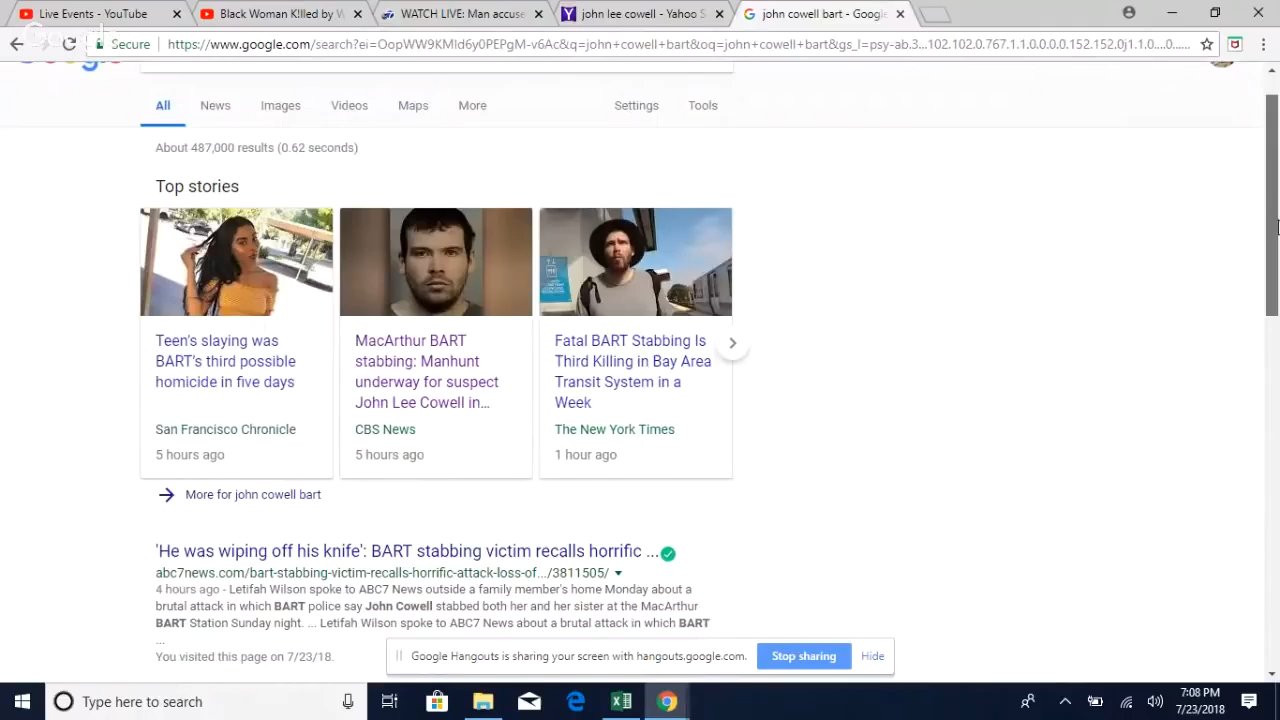 Live Events - YouTube
Black Woman K!lled by W
WATCH LIVE: Man accuse
john lee cowell - Yahoo S
john cowell bart - Google
Secure
https://www.google.com/search?ei=OopWW9KMId6y0PEPgM-v6Ac&q=john+cowell+bart&oq=john+cowell+bart&gs_l=psy-ab.3...102.102.0.767.1.1.0.0.0.0.152.152.0j1.1.0....0......
All
News
Images
Videos
Maps
More
Settings
Tools
About 487,000 results (0.62 seconds)
Top stories
Teen's slaying was
BART's third possible
homicide in five days
San Francisco Chronicle
5 hours ago
MacArthur BART
stabbing: Manhunt
underway for suspect
John Lee Cowell in...
CBS News
5 hours ago
Fatal BART Stabbing Is
Third Killing in Bay Area
Transit System in a
Week
The New York Times
1 hour ago
More for john cowell bart
'He was wiping off his knife': BART stabbing victim recalls horrific ...
abc7news.com/bart-stabbing-victim-recalls-horrific-attack-loss-of.../3811505/
4 hours ago - Letifah Wilson spoke to ABC7 News outside a family member's home Monday about a
brutal attack in which BART police say John Cowell stabbed both her and her sister at the MacArthur
BART Station Sunday night. ... Letifah Wilson spoke to ABC7 News about a brutal attack in which BART
...
You visited this page on 7/23/18.
Google Hangouts is sharing your screen with hangouts.google.com.
Stop sharing
Hide
Type here to search
7:08 PM
7/23/2018